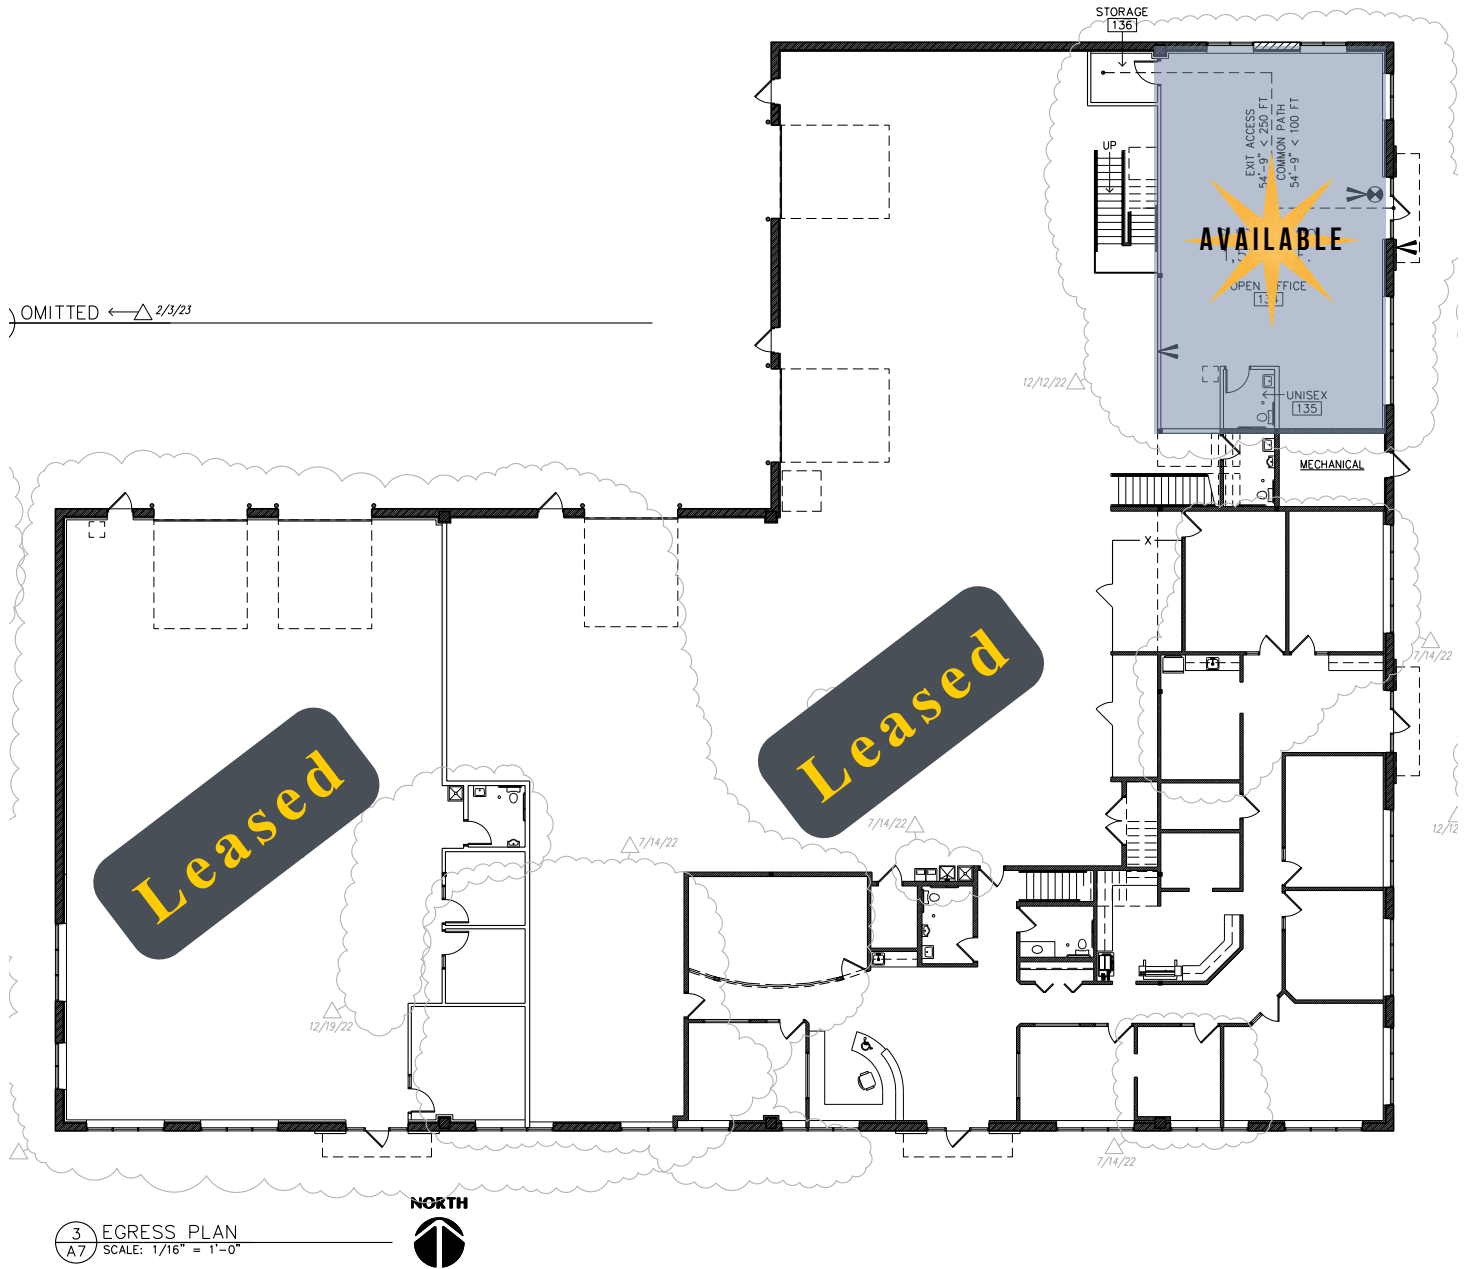 STORAGE
136
EXIT ACCESS
54'-9" < 250 FT
COMMON PATH
54'-9" < 100 FT
UP
AVAILABLE
OPEN OFFICE
134
OMITTED
2/3/23
12/12/22
UNISEX
135
MECHANICAL
X
7/14/22
Leased
Leased
7/14/22
7/14/22
12/19/22
7/14/22
NORTH
3
A7
EGRESS PLAN
SCALE: 1/16" = 1'-0"